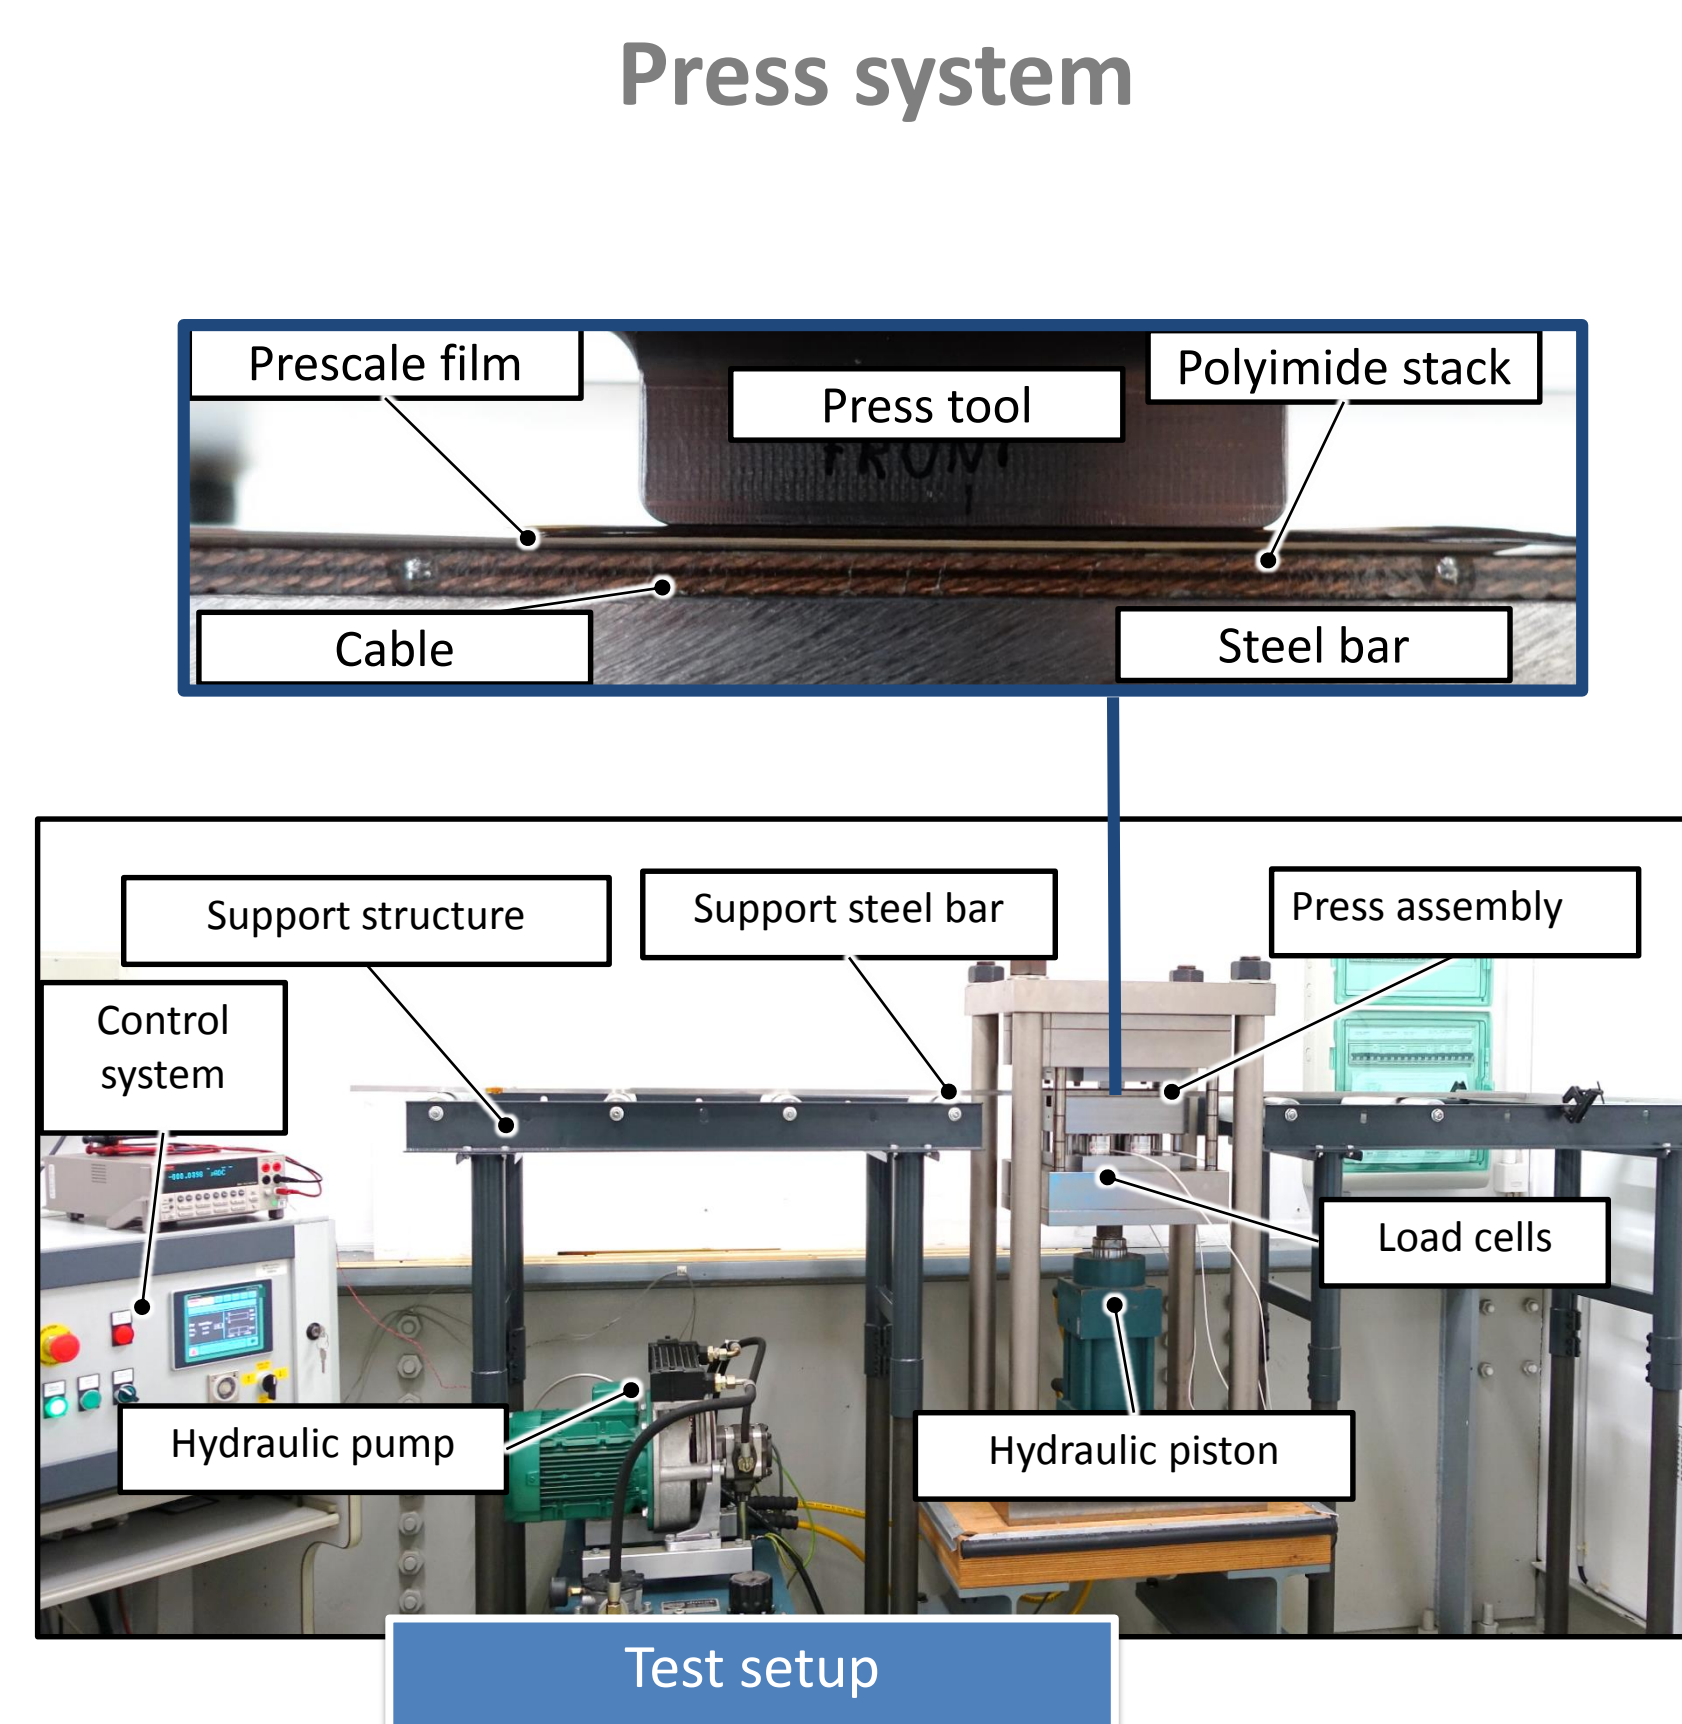 Press system
Prescale film
Press tool
Polyimide stack
FRONT
Cable
Steel bar
Support structure
Support steel bar
Press assembly
Control
system
Load cells
Hydraulic pump
Hydraulic piston
Test setup